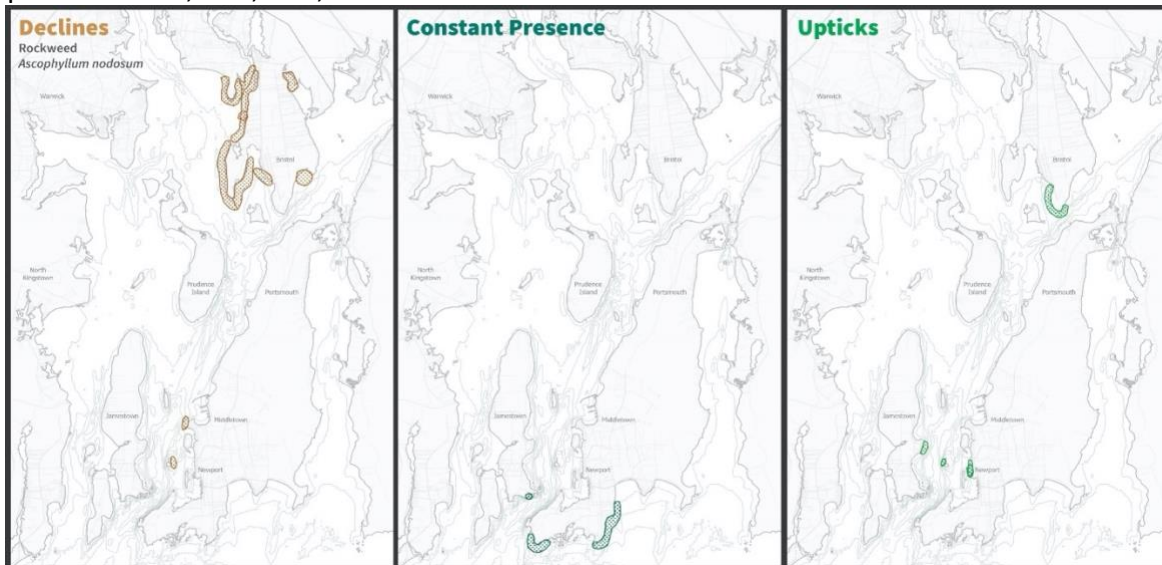 Declines
Rockweed
Ascophyllum nodosum
Warwick
Bristol
North
Kingstown
Prudence
Island
Portsmouth
Jamestown
Middletown
Newport
Constant Presence
Warwick
Bristol
North
Kingstown
Prudence
Island
Portsmouth
Jamestown
Middletown
Newport
Upticks
Warwick
Bristol
North
Kingstown
Prudence
Island
Portsmouth
Jamestown
Middletown
Newport